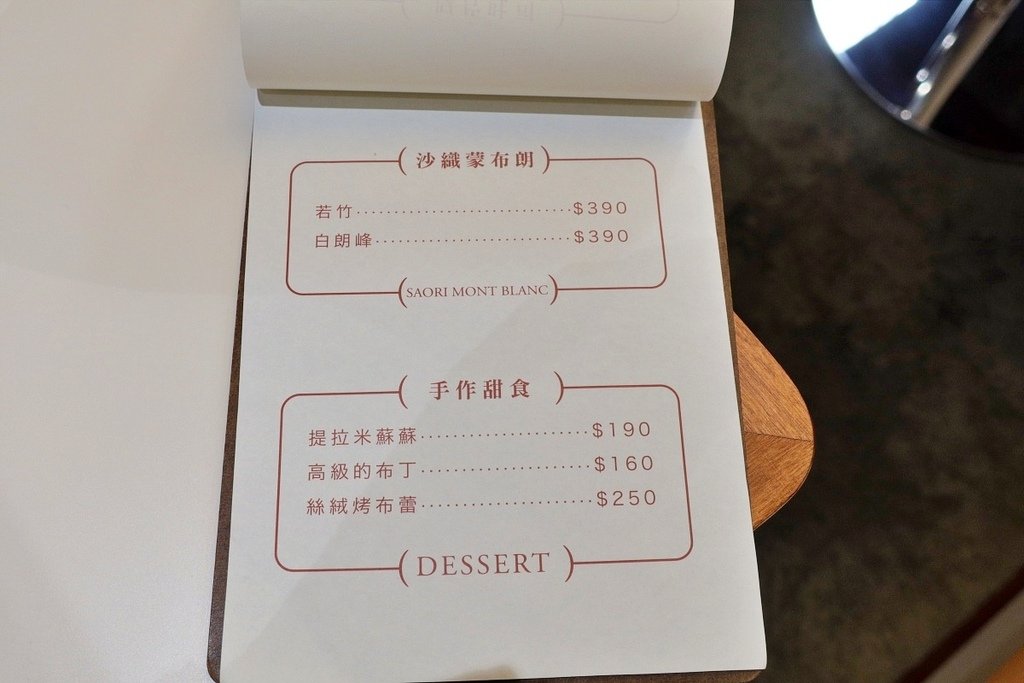 沙織蒙布朗
若竹······························$390
白朗峰···························$390
SAORI MONT BLANC
手作甜食
提拉米蘇蘇······················$190
高級的布丁······················$160
絲絨烤布蕾······················$250
DESSERT